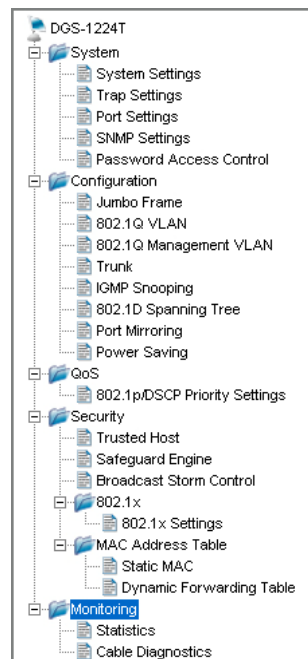 DGS-1224T
System
System Settings
Trap Settings
Port Settings
SNMP Settings
Password Access Control
Configuration
Jumbo Frame
802.1Q VLAN
802.1Q Management VLAN
Trunk
IGMP Snooping
802.1D Spanning Tree
Port Mirroring
Power Saving
QoS
802.1p/DSCP Priority Settings
Security
Trusted Host
Safeguard Engine
Broadcast Storm Control
802.1x
802.1x Settings
MAC Address Table
Static MAC
Dynamic Forwarding Table
Monitoring
Statistics
Cable Diagnostics